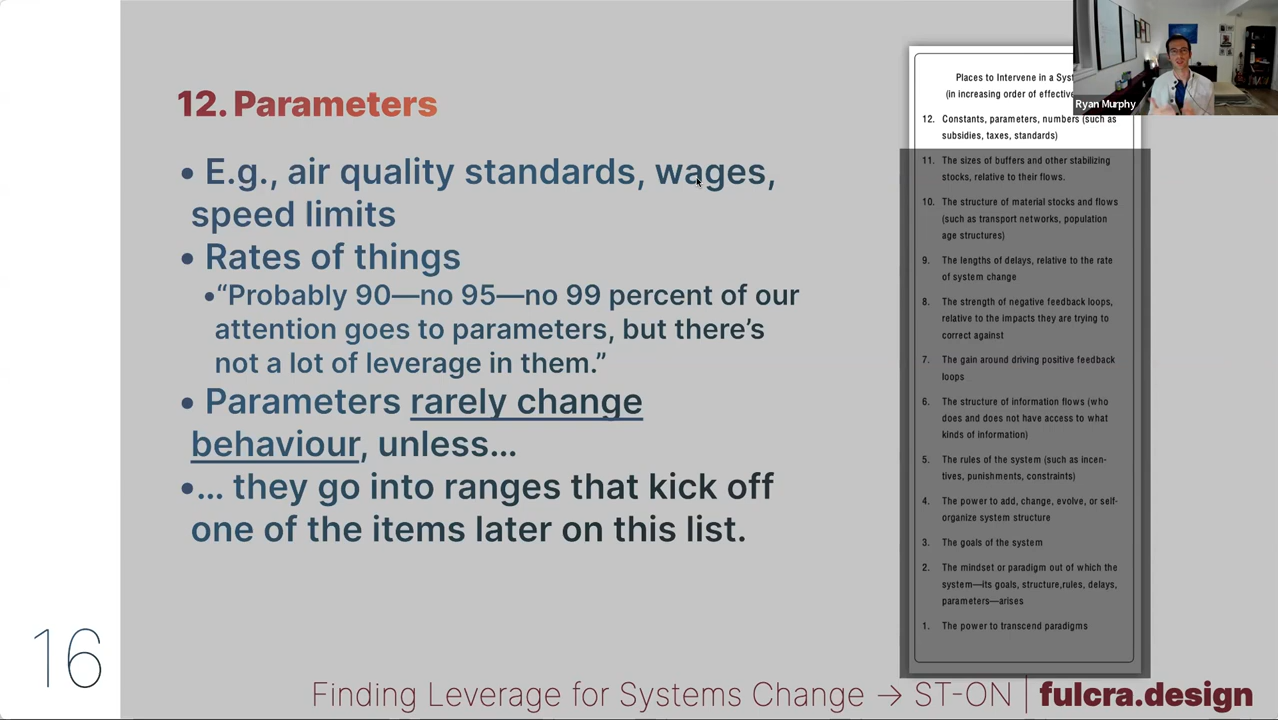 12. Parameters
• E.g., air quality standards, wages,
speed limits
• Rates of things
•“Probably 90—no 95—no 99 percent of our
attention goes to parameters, but there’s
not a lot of leverage in them.”
• Parameters rarely change
behaviour, unless…
•… they go into ranges that kick off
one of the items later on this list.
Places to Intervene in a Syst
(in increasing order of effective
12. Constants, parameters, numbers (such as
subsidies, taxes, standards)
11. The sizes of buffers and other stabilizing
stocks, relative to their flows.
10. The structure of material stocks and flows
(such as transport networks, population
age structures)
9. The lengths of delays, relative to the rate
of system change
8. The strength of negative feedback loops,
relative to the impacts they are trying to
correct against
7. The gain around driving positive feedback
loops
6. The structure of information flows (who
does and does not have access to what
kinds of information)
5. The rules of the system (such as incen-
tives, punishments, constraints)
4. The power to add, change, evolve, or self-
organize system structure
3. The goals of the system
2. The mindset or paradigm out of which the
system—its goals, structure,rules, delays,
parameters—arises
1. The power to transcend paradigms
Ryan Murphy
16
Finding Leverage for Systems Change → ST-ON | fulcra.design